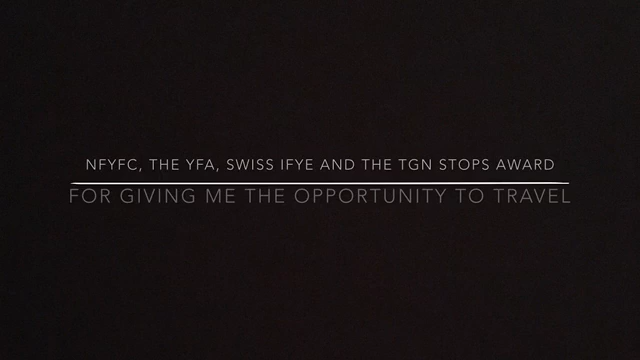 NFYFC, THE YFA, SWISS IFYE AND THE TGN STOPS AWARD
FOR GIVING ME THE OPPORTUNITY TO TRAVEL